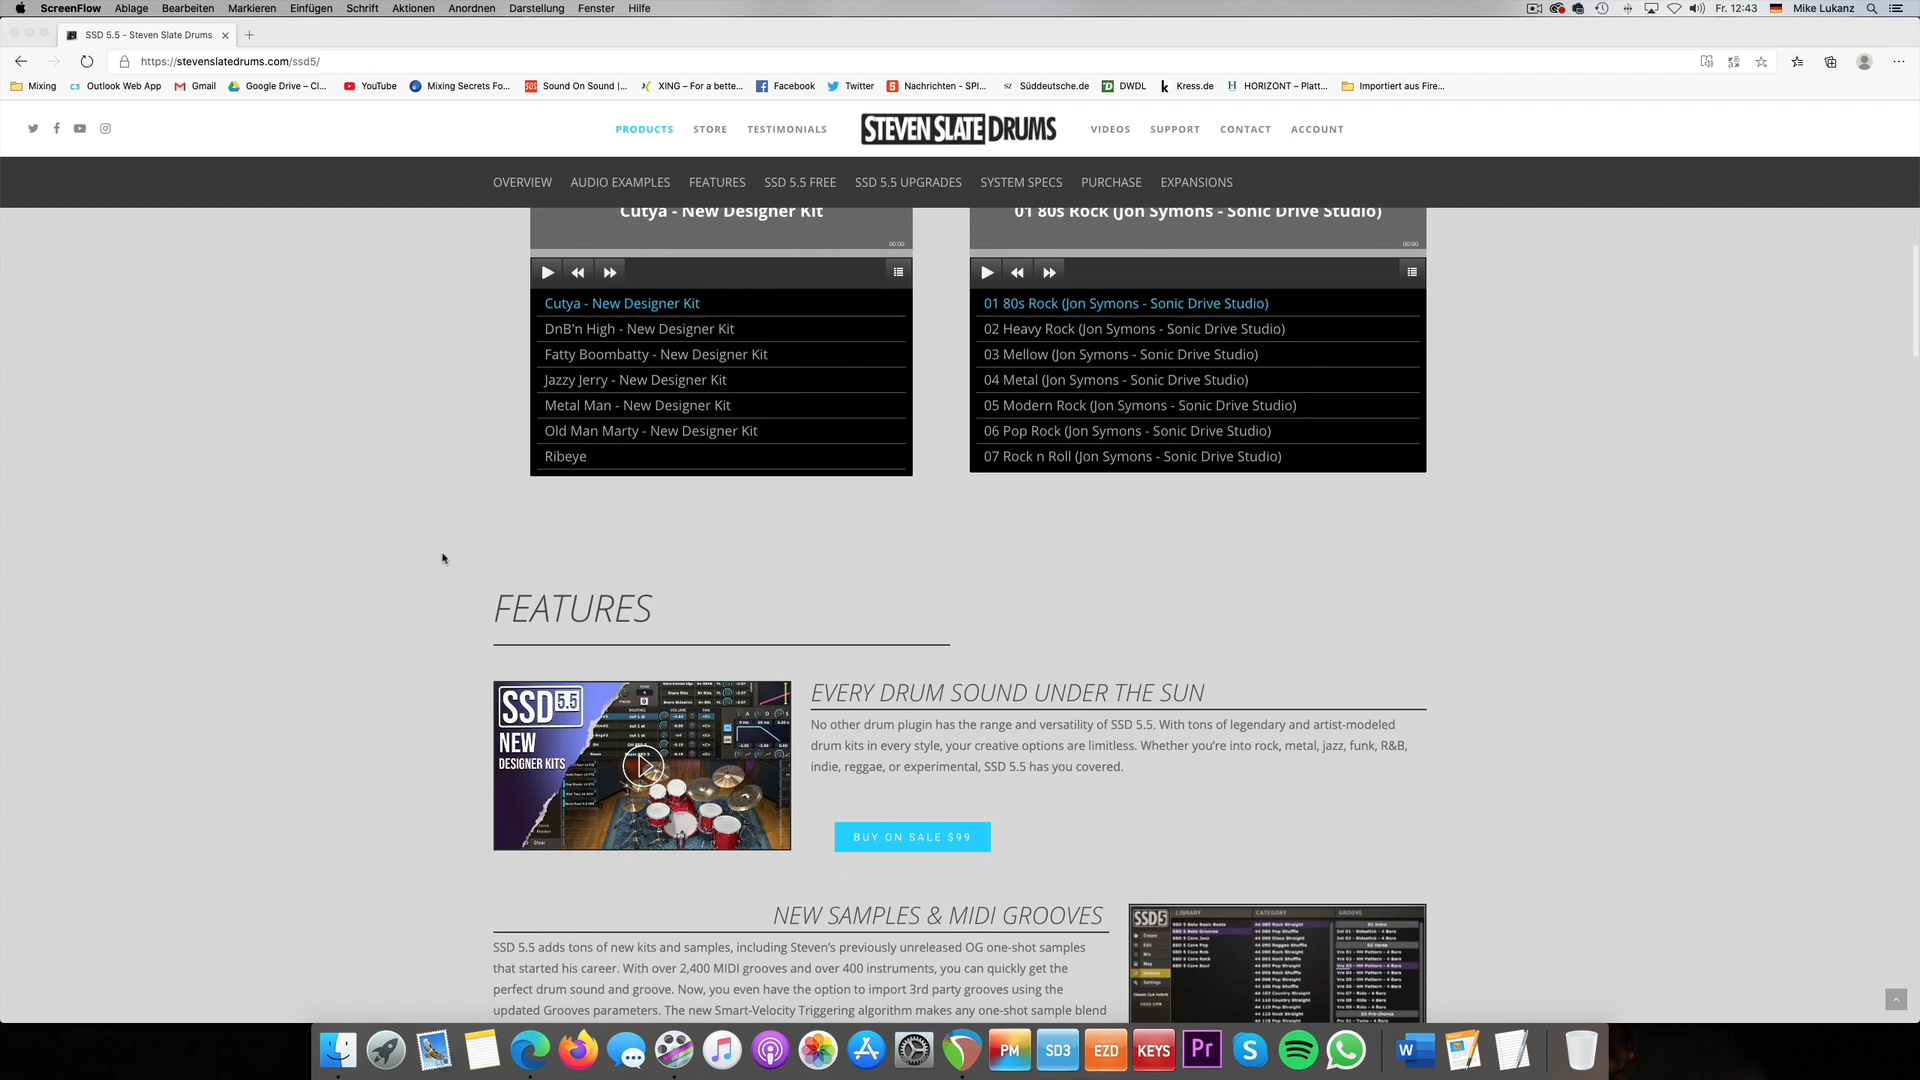 ScreenFlow Ablage Bearbeiten Markieren Einfügen Schrift Aktionen Anordnen Darstellung Fenster Hilfe Fr. 12:43 Mike Lukanz
SSD 5.5 - Steven Slate Drums
https://stevenslatedrums.com/ssd5/
Mixing Outlook Web App Gmail Google Drive – Cl... YouTube Mixing Secrets Fo... Sound On Sound |... XING – For a bette... Facebook Twitter Nachrichten - SPI... Süddeutsche.de DWDL Kress.de HORIZONT – Platt... Importiert aus Fire...
PRODUCTS STORE TESTIMONIALS STEVEN SLATE DRUMS VIDEOS SUPPORT CONTACT ACCOUNT
OVERVIEW AUDIO EXAMPLES FEATURES SSD 5.5 FREE SSD 5.5 UPGRADES SYSTEM SPECS PURCHASE EXPANSIONS
Cutya - New Designer Kit
00:00
Cutya - New Designer Kit
DnB'n High - New Designer Kit
Fatty Boombatty - New Designer Kit
Jazzy Jerry - New Designer Kit
Metal Man - New Designer Kit
Old Man Marty - New Designer Kit
Ribeye
01 80s Rock (Jon Symons - Sonic Drive Studio)
00:00
01 80s Rock (Jon Symons - Sonic Drive Studio)
02 Heavy Rock (Jon Symons - Sonic Drive Studio)
03 Mellow (Jon Symons - Sonic Drive Studio)
04 Metal (Jon Symons - Sonic Drive Studio)
05 Modern Rock (Jon Symons - Sonic Drive Studio)
06 Pop Rock (Jon Symons - Sonic Drive Studio)
07 Rock n Roll (Jon Symons - Sonic Drive Studio)
FEATURES
SSD 5.5
NEW
DESIGNER KITS
EVERY DRUM SOUND UNDER THE SUN
No other drum plugin has the range and versatility of SSD 5.5. With tons of legendary and artist-modeled
drum kits in every style, your creative options are limitless. Whether you're into rock, metal, jazz, funk, R&B,
indie, reggae, or experimental, SSD 5.5 has you covered.
BUY ON SALE $99
NEW SAMPLES & MIDI GROOVES
SSD 5.5 adds tons of new kits and samples, including Steven's previously unreleased OG one-shot samples
that started his career. With over 2,400 MIDI grooves and over 400 instruments, you can quickly get the
perfect drum sound and groove. Now, you even have the option to import 3rd party grooves using the
updated Grooves parameters. The new Smart-Velocity Triggering algorithm makes any one-shot sample blend
SSD5 LIBRARY CATEGORY GROOVE
PM SD3 EZD KEYS Pr S W